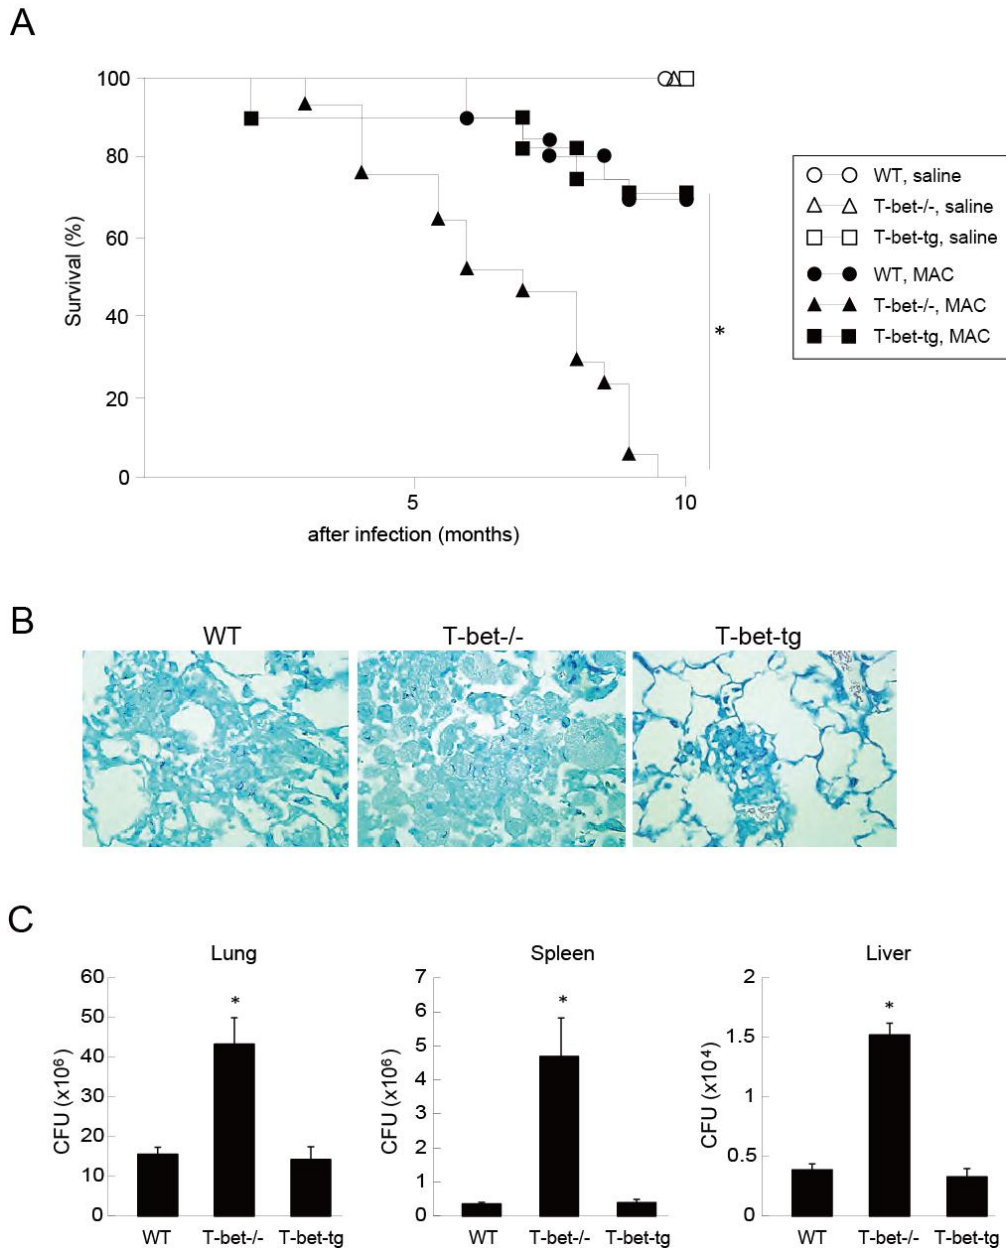 A
100
80
60
40
20
0
Survival (%)
5
10
after infection (months)
*
WT, saline
T-bet-/-, saline
T-bet-tg, saline
WT, MAC
T-bet-/-, MAC
T-bet-tg, MAC
B
WT
T-bet-/-
T-bet-tg
C
Lung
60
50
40
30
20
10
0
CFU (x10⁶)
*
WT
T-bet-/-
T-bet-tg
Spleen
7
6
5
4
3
2
1
0
CFU (x10⁶)
*
WT
T-bet-/-
T-bet-tg
Liver
2
1.5
1
0.5
0
CFU (x10⁴)
*
WT
T-bet-/-
T-bet-tg